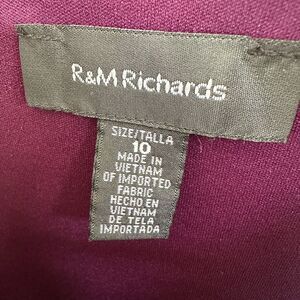 R&M Richards
SIZE/TALLA
10
MADE IN
VIETNAM
OF IMPORTED
FABRIC
HECHO EN
VIETNAM
DE TELA
IMPORTADA